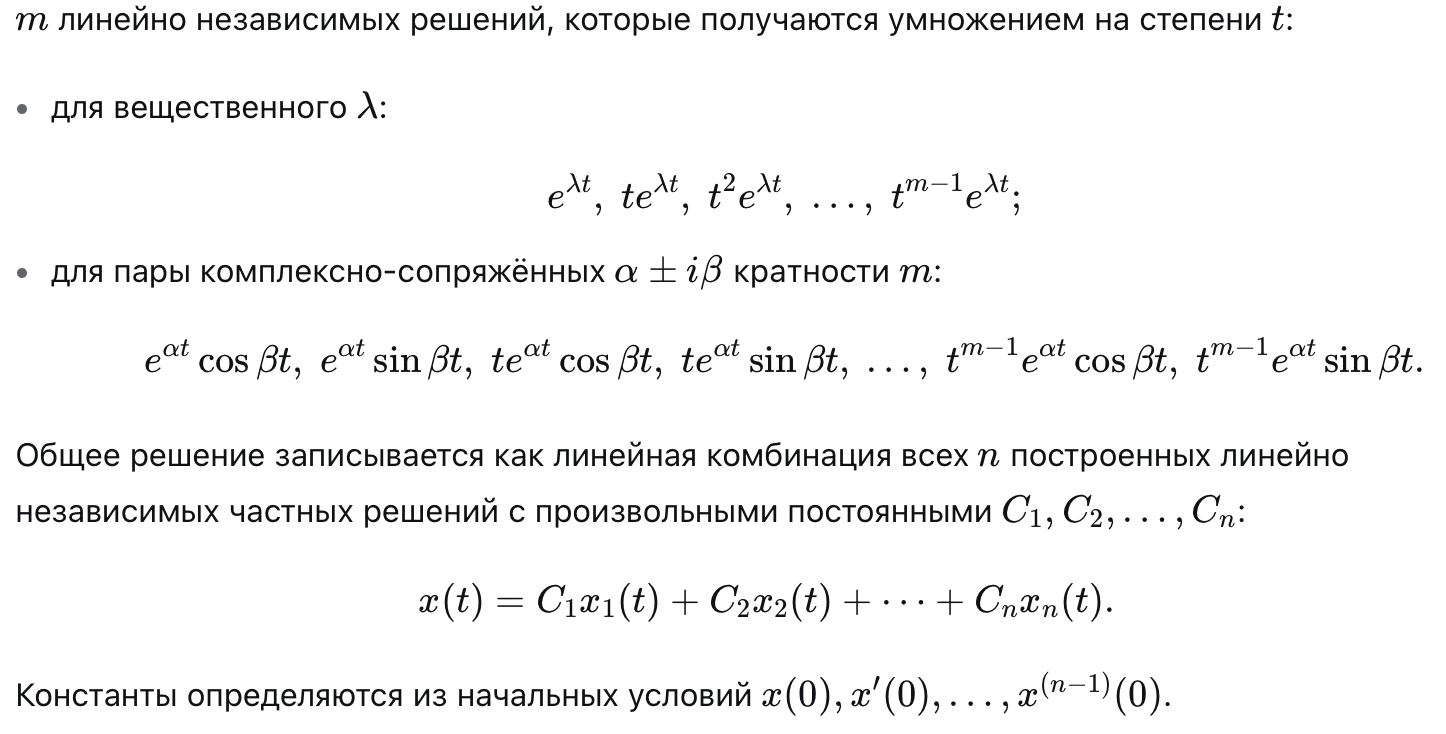 m линейно независимых решений, которые получаются умножением на степени t:
• для вещественного λ:
e^{λt}, te^{λt}, t^2e^{λt}, …, t^{m−1}e^{λt};
• для пары комплексно-сопряжённых α ± iβ кратности m:
e^{αt} cos βt, e^{αt} sin βt, te^{αt} cos βt, te^{αt} sin βt, …, t^{m−1}e^{αt} cos βt, t^{m−1}e^{αt} sin βt.
Общее решение записывается как линейная комбинация всех n построенных линейно
независимых частных решений с произвольными постоянными C_1, C_2, …, C_n:
x(t) = C_1x_1(t) + C_2x_2(t) + ⋯ + C_nx_n(t).
Константы определяются из начальных условий x(0), x′(0), …, x^{(n−1)}(0).